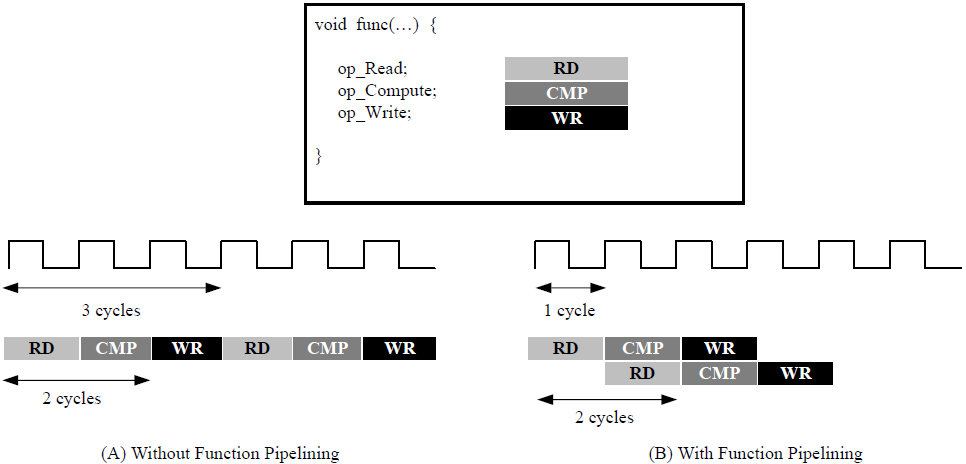 void func(…) {
op_Read;
RD
op_Compute;
CMP
op_Write;
WR
}
3 cycles
1 cycle
RD CMP WR RD CMP WR
RD CMP WR
RD CMP WR
2 cycles
2 cycles
(A) Without Function Pipelining
(B) With Function Pipelining